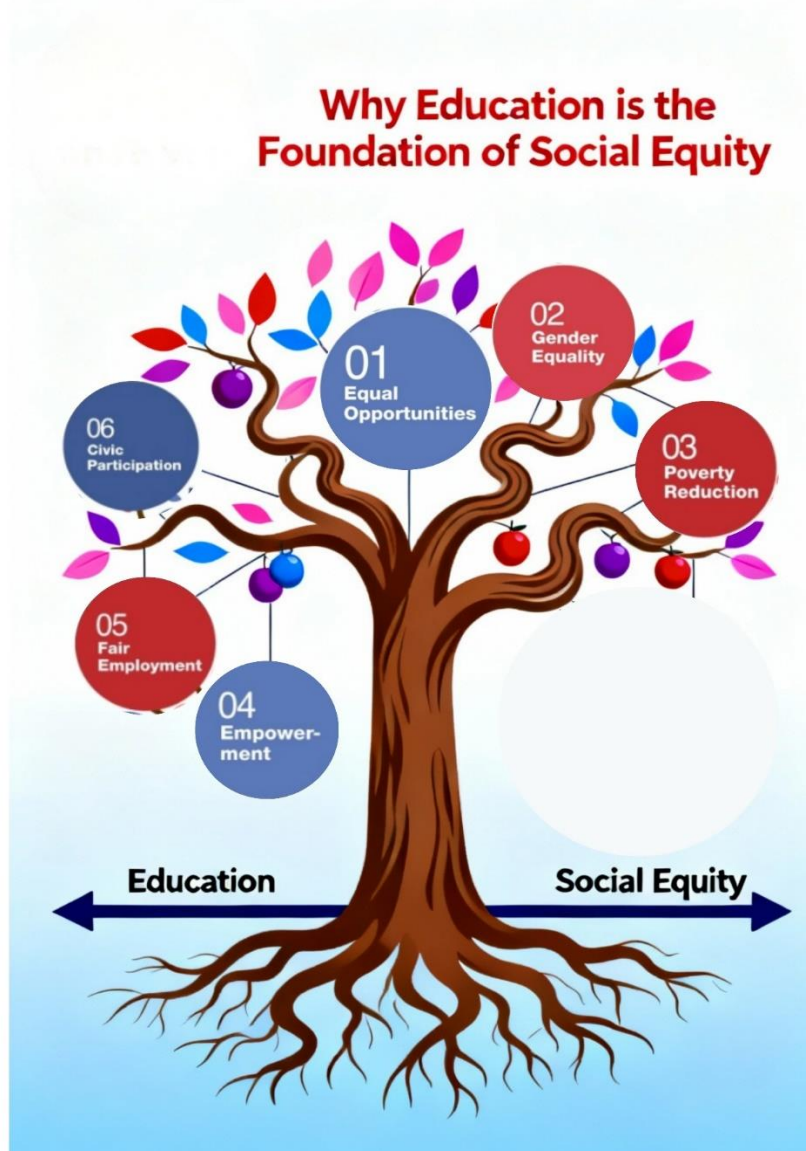 Why Education is the
Foundation of Social Equity
01
Equal
Opportunities
02
Gender
Equality
03
Poverty
Reduction
04
Empower-
ment
05
Fair
Employment
06
Civic
Participation
Education
Social Equity